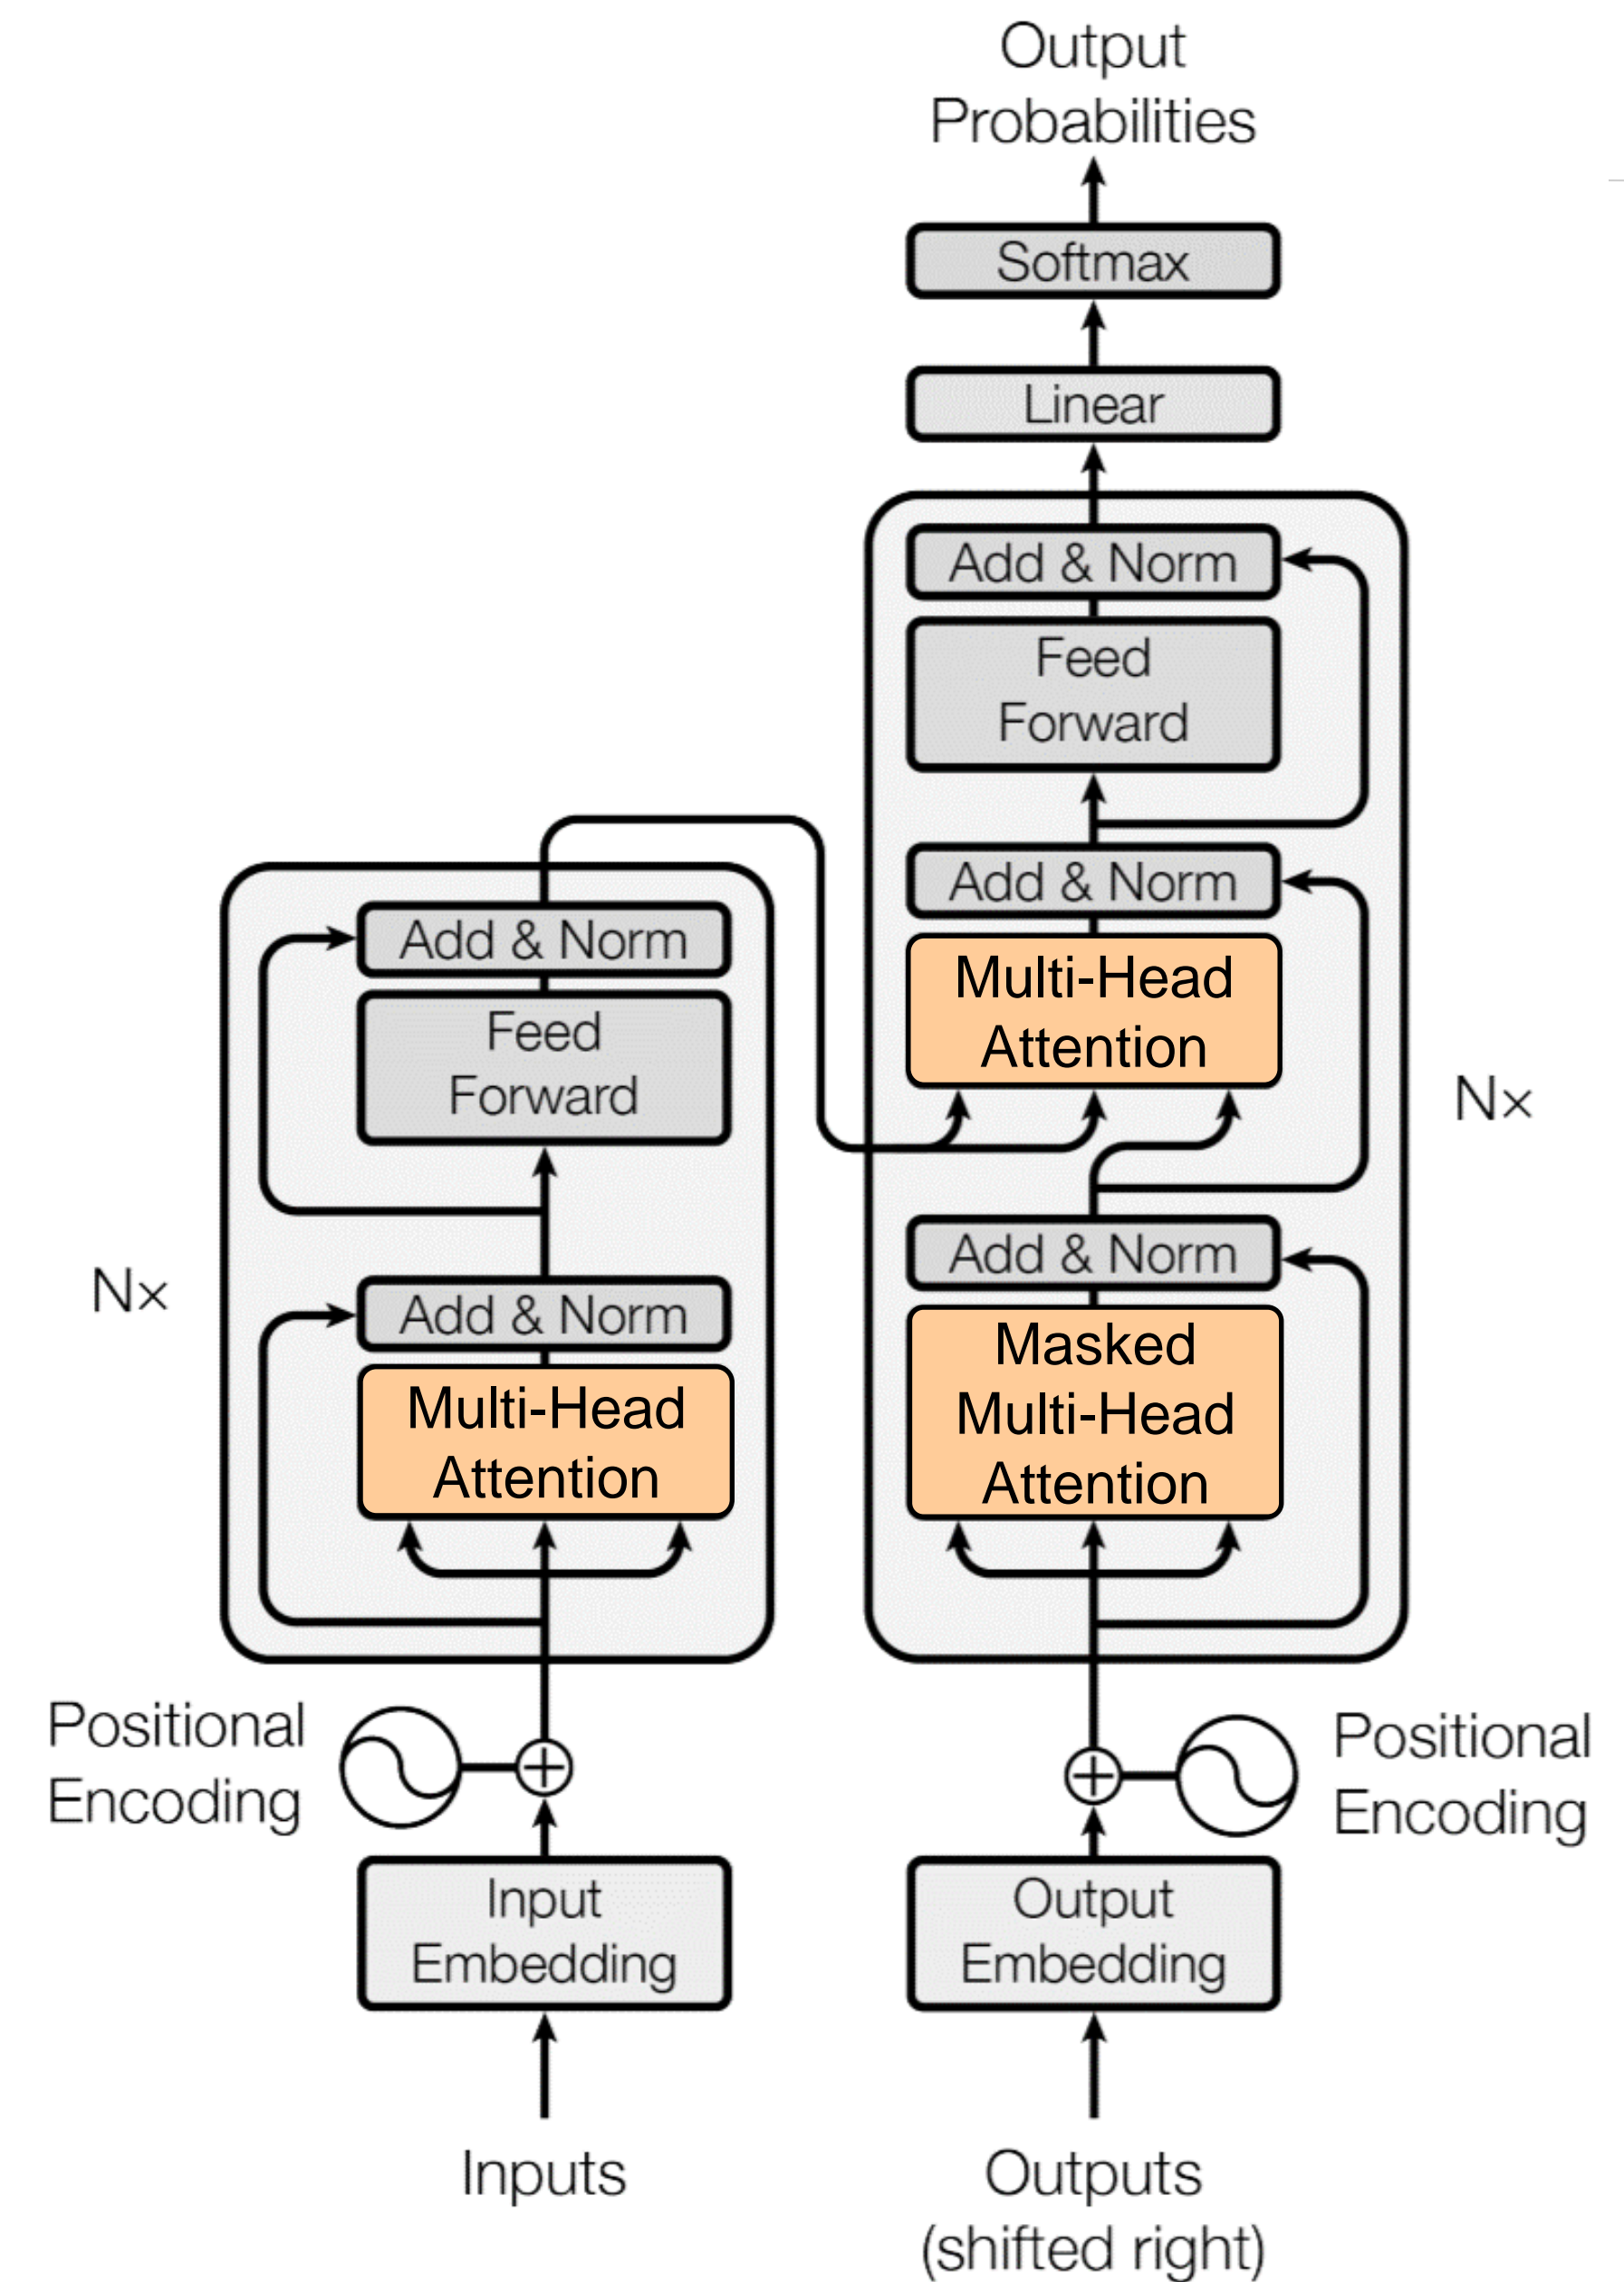 Output
Probabilities
Softmax
Linear
Add & Norm
Feed
Forward
Add & Norm
Multi-Head
Attention
Nx
Add & Norm
Masked
Multi-Head
Attention
Add & Norm
Feed
Forward
Nx
Add & Norm
Multi-Head
Attention
Positional
Encoding
Positional
Encoding
Input
Embedding
Output
Embedding
Inputs
Outputs
(shifted right)